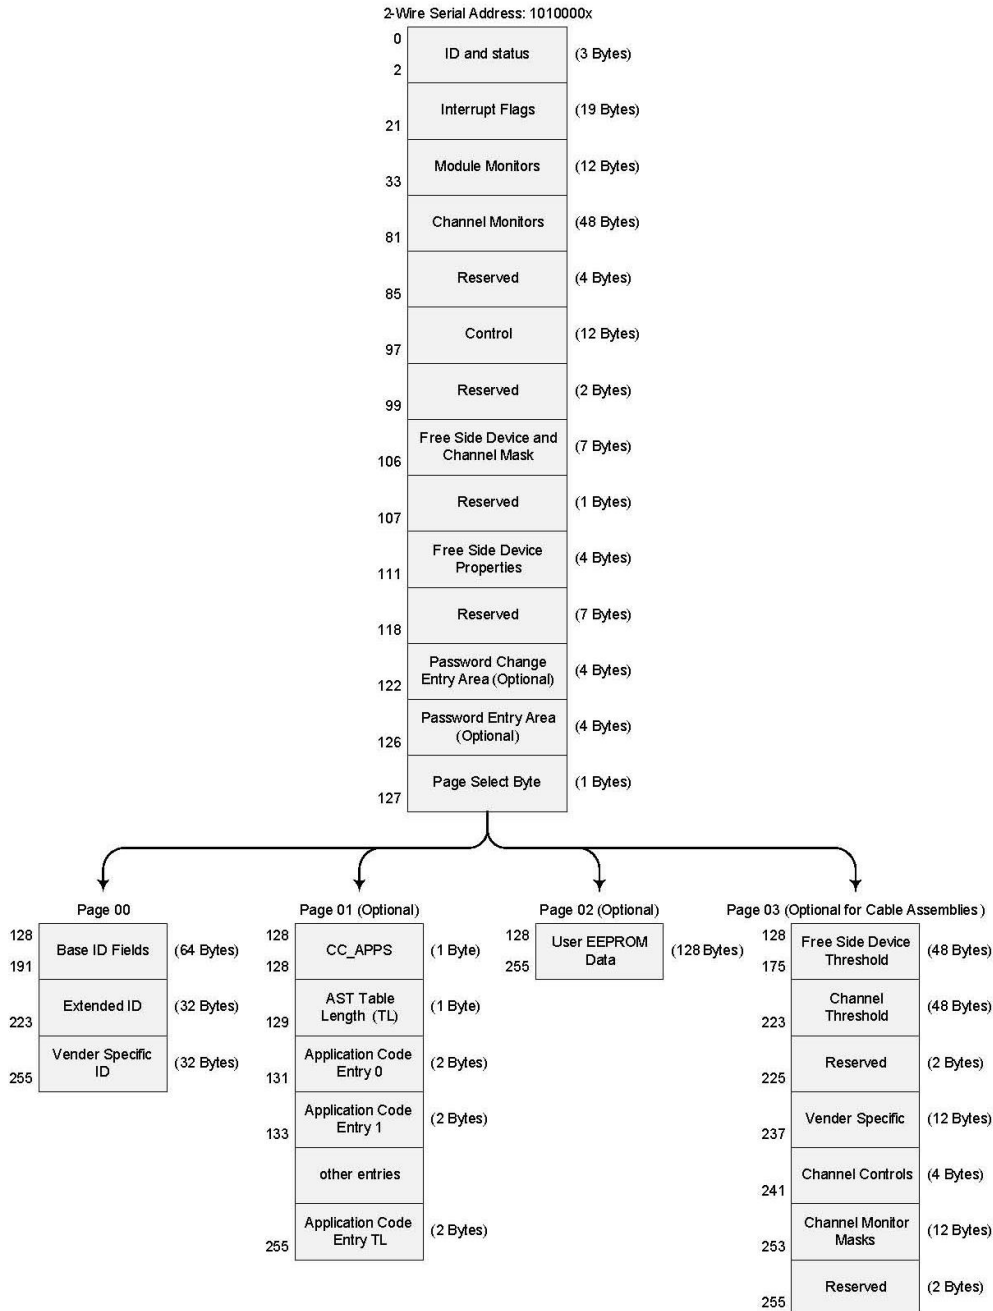 2-Wire Serial Address: 1010000x
0
2
ID and status
(3 Bytes)
21
Interrupt Flags
(19 Bytes)
33
Module Monitors
(12 Bytes)
81
Channel Monitors
(48 Bytes)
85
Reserved
(4 Bytes)
97
Control
(12 Bytes)
99
Reserved
(2 Bytes)
106
Free Side Device and
Channel Mask
(7 Bytes)
107
Reserved
(1 Bytes)
111
Free Side Device
Properties
(4 Bytes)
118
Reserved
(7 Bytes)
122
Password Change
Entry Area (Optional)
(4 Bytes)
126
Password Entry Area
(Optional)
(4 Bytes)
127
Page Select Byte
(1 Bytes)
Page 00
128
191
Base ID Fields
(64 Bytes)
223
Extended ID
(32 Bytes)
255
Vender Specific
ID
(32 Bytes)
Page 01 (Optional)
128
128
CC_APPS
(1 Byte)
129
AST Table
Length (TL)
(1 Byte)
131
Application Code
Entry 0
(2 Bytes)
133
Application Code
Entry 1
(2 Bytes)
other entries
255
Application Code
Entry TL
(2 Bytes)
Page 02 (Optional)
128
255
User EEPROM
Data
(128 Bytes)
Page 03 (Optional for Cable Assemblies )
128
175
Free Side Device
Threshold
(48 Bytes)
223
Channel
Threshold
(48 Bytes)
225
Reserved
(2 Bytes)
237
Vender Specific
(12 Bytes)
241
Channel Controls
(4 Bytes)
253
Channel Monitor
Masks
(12 Bytes)
255
Reserved
(2 Bytes)